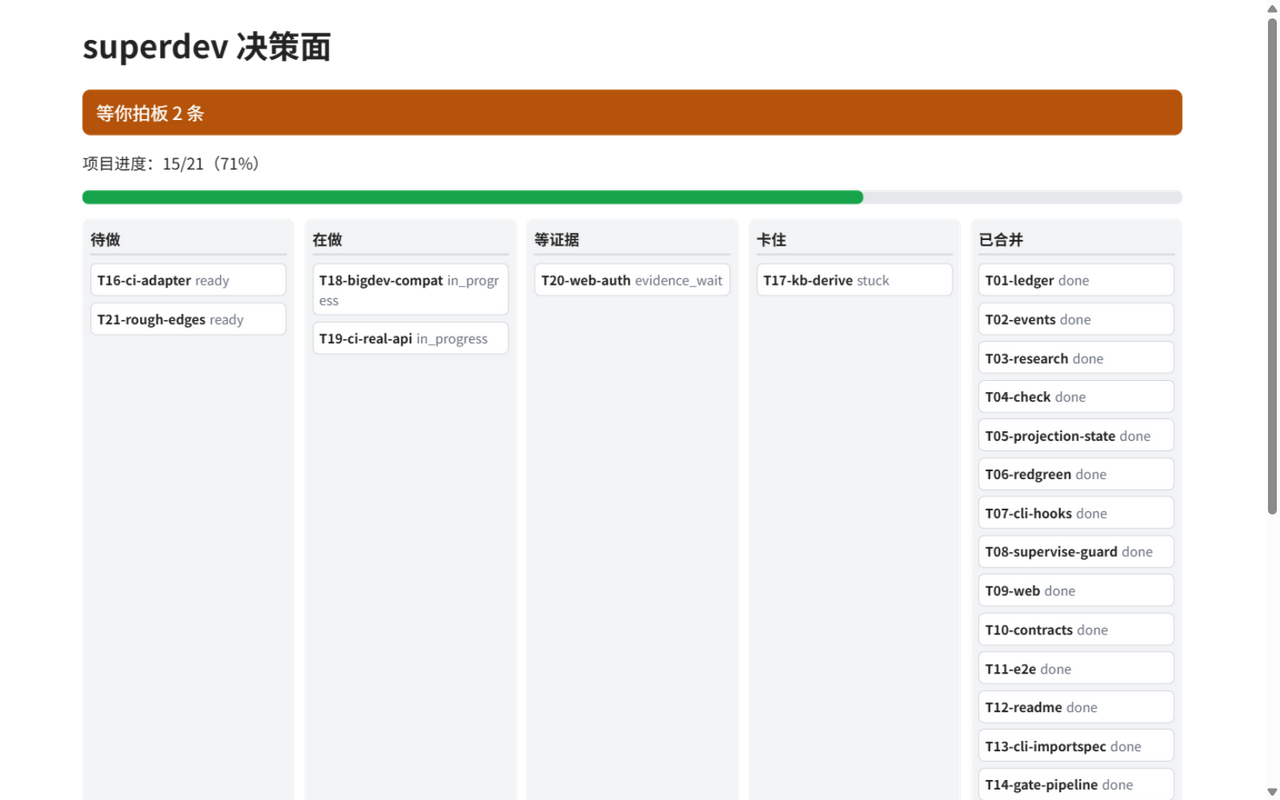 superdev 决策面
等你拍板 2 条
项目进度：15/21（71%）
待做
T16-ci-adapter ready
T21-rough-edges ready
在做
T18-bigdev-compat in_progr
ess
T19-ci-real-api in_progress
等证据
T20-web-auth evidence_wait
卡住
T17-kb-derive stuck
已合并
T01-ledger done
T02-events done
T03-research done
T04-check done
T05-projection-state done
T06-redgreen done
T07-cli-hooks done
T08-supervise-guard done
T09-web done
T10-contracts done
T11-e2e done
T12-readme done
T13-cli-importspec done
T14-gate-pipeline done